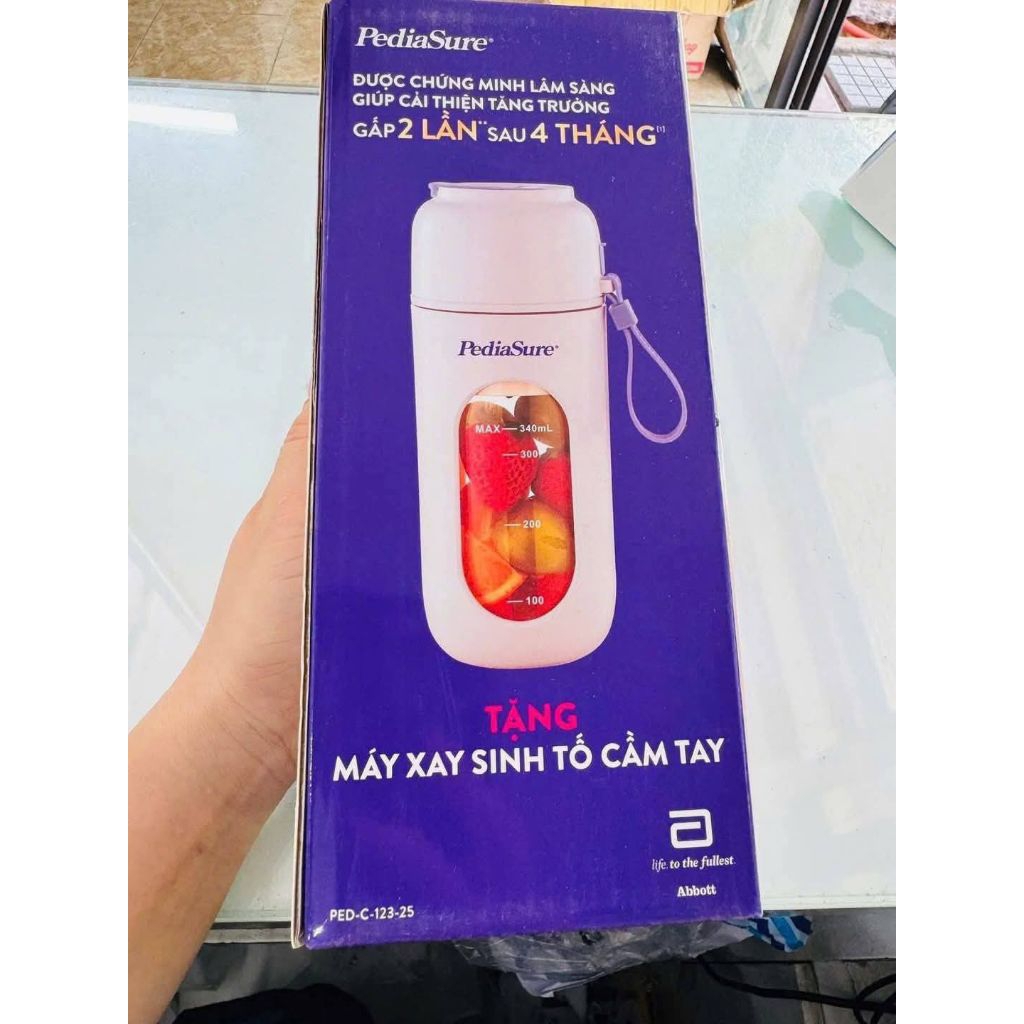 PediaSure®
ĐƯỢC CHỨNG MINH LÂM SÀNG
GIÚP CẢI THIỆN TĂNG TRƯỞNG
GẤP 2 LẦN** SAU 4 THÁNG[1]
PediaSure®
MAX 340mL
300
200
100
TẶNG
MÁY XAY SINH TỐ CẦM TAY
life. to the fullest.
Abbott
PED-C-123-25